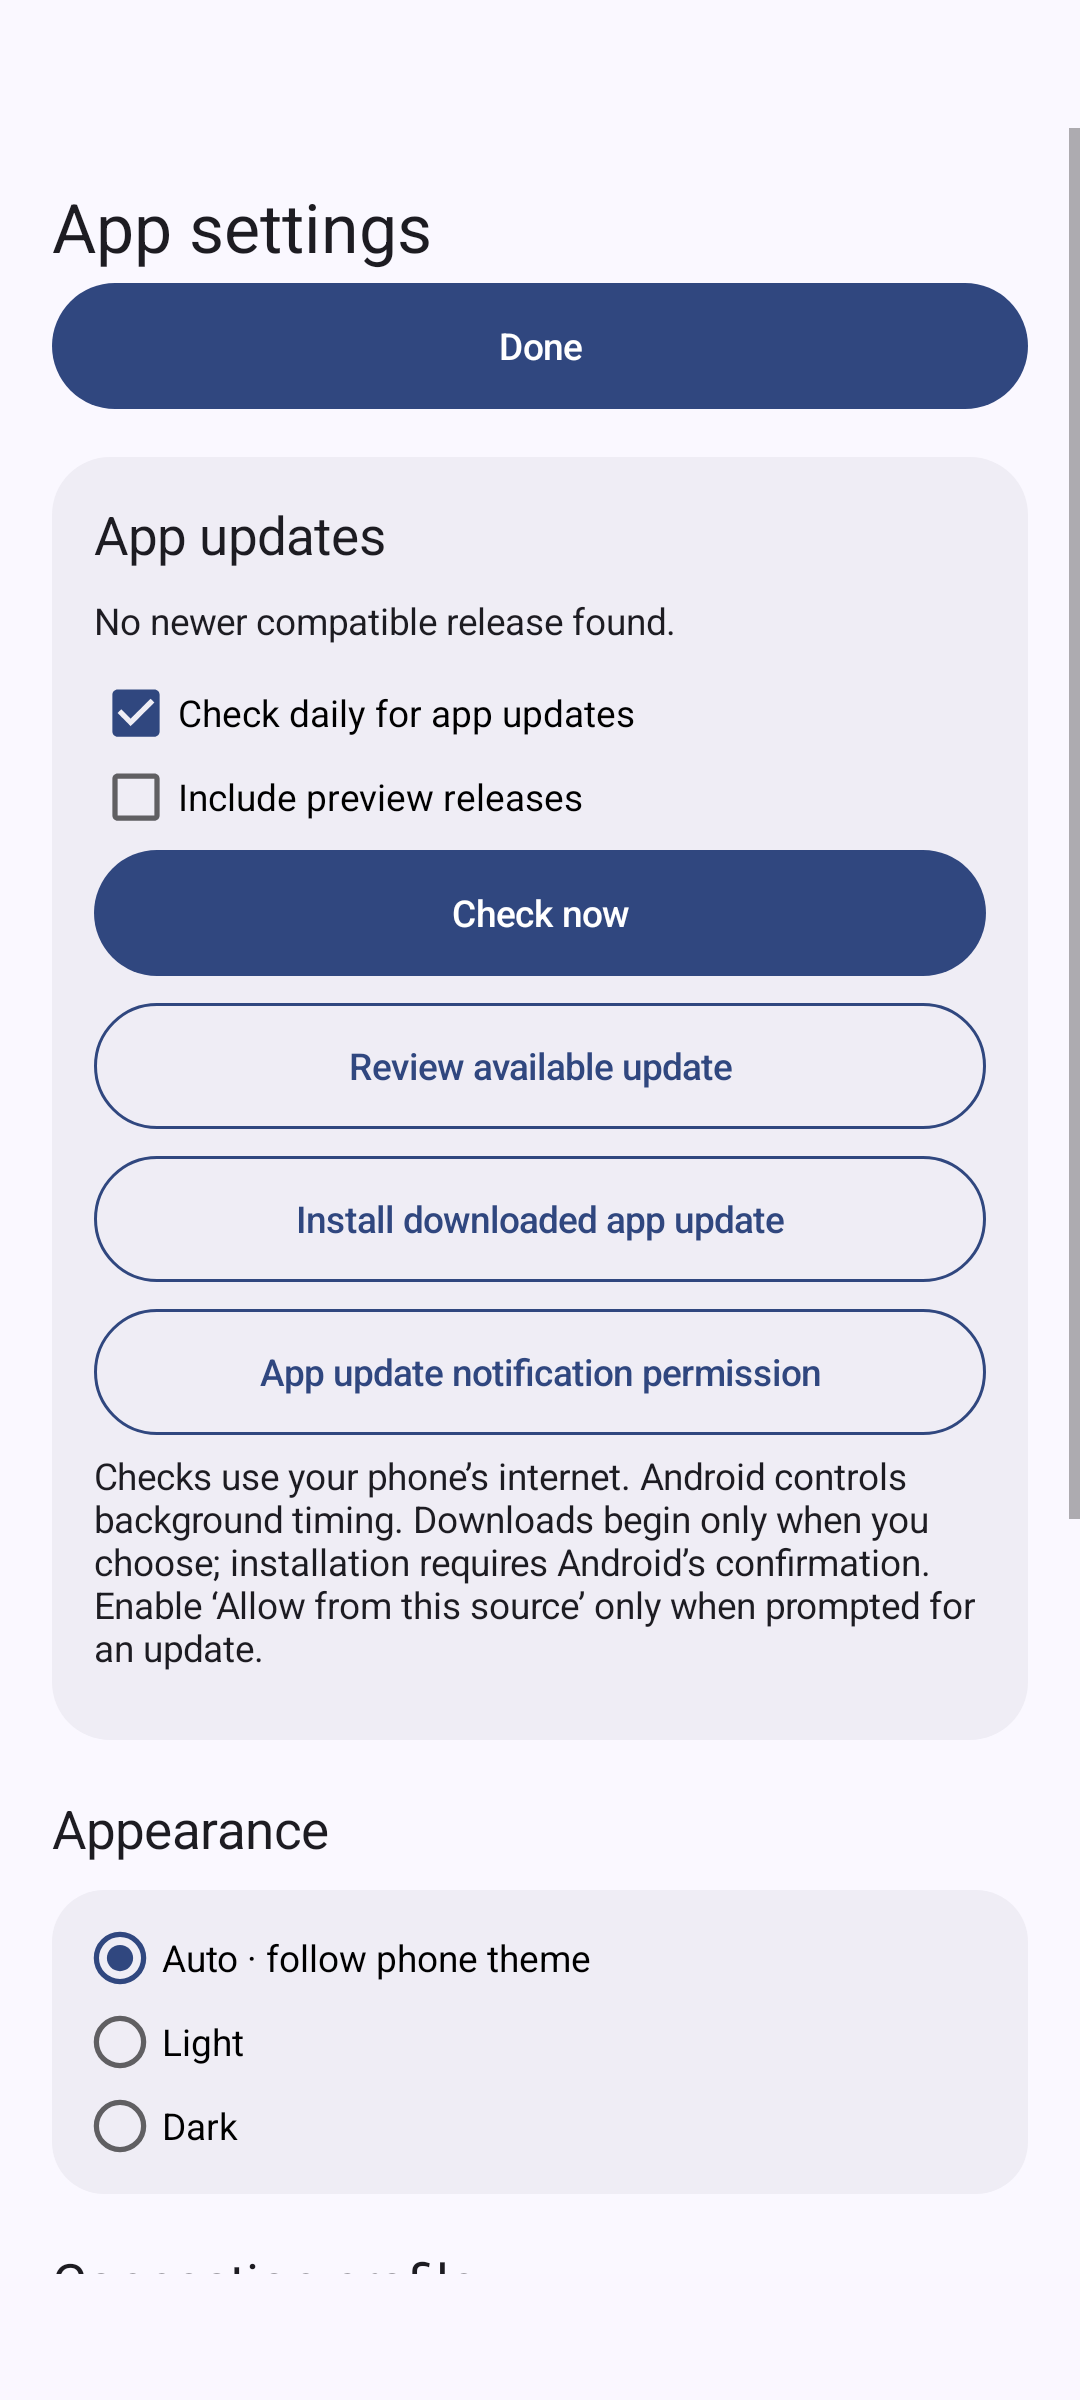 App settings
Done
App updates
No newer compatible release found.
Check daily for app updates
Include preview releases
Check now
Review available update
Install downloaded app update
App update notification permission
Checks use your phone’s internet. Android controls
background timing. Downloads begin only when you
choose; installation requires Android’s confirmation.
Enable ‘Allow from this source’ only when prompted for
an update.
Appearance
Auto · follow phone theme
Light
Dark
Connection profile